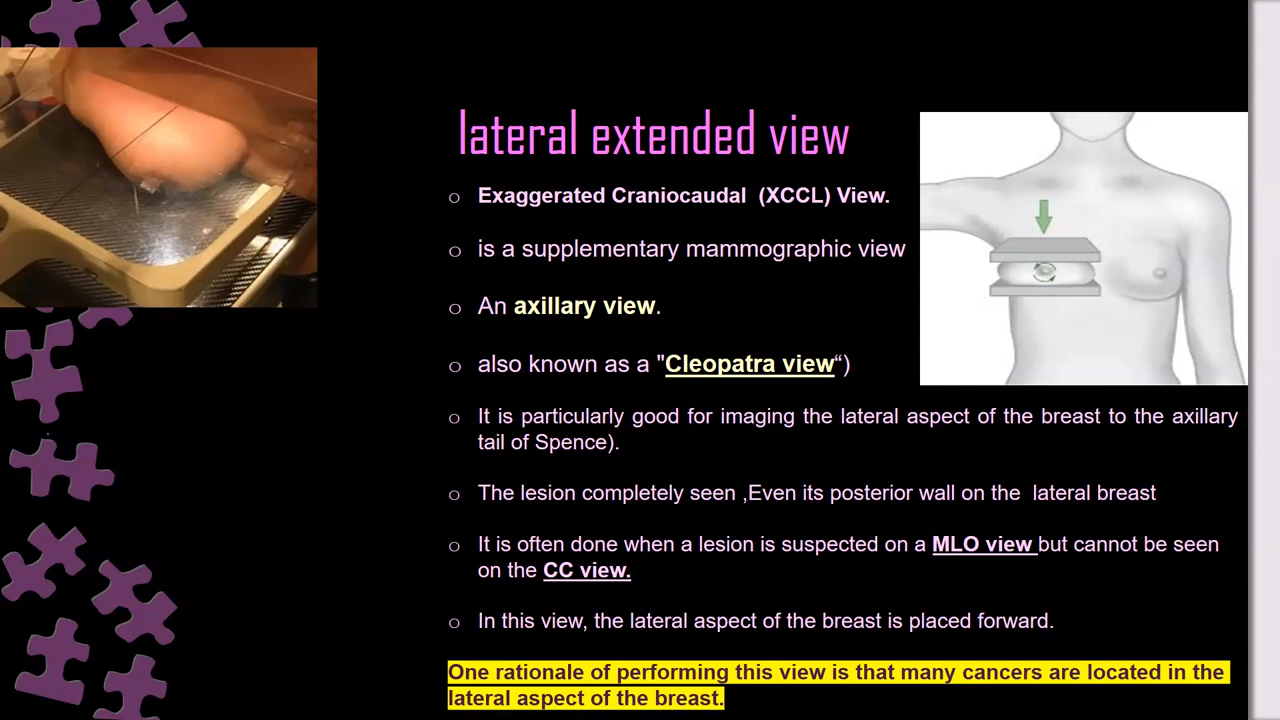 lateral extended view
o Exaggerated Craniocaudal (XCCL) View.
o is a supplementary mammographic view
o An axillary view.
o also known as a "Cleopatra view“)
o It is particularly good for imaging the lateral aspect of the breast to the axillary
tail of Spence).
o The lesion completely seen ,Even its posterior wall on the lateral breast
o It is often done when a lesion is suspected on a MLO view but cannot be seen
on the CC view.
o In this view, the lateral aspect of the breast is placed forward.
One rationale of performing this view is that many cancers are located in the
lateral aspect of the breast.